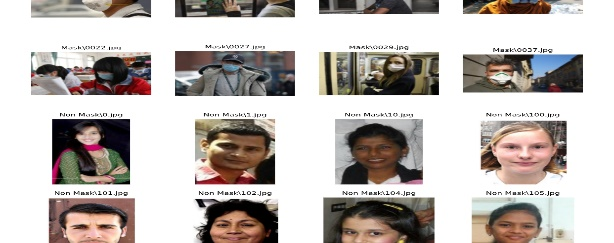 Mask\0022.jpg
Mask\0027.jpg
Mask\0029.jpg
Mask\0037.jpg
Non Mask\0.jpg
Non Mask\1.jpg
Non Mask\10.jpg
Non Mask\100.jpg
Non Mask\101.jpg
Non Mask\102.jpg
Non Mask\104.jpg
Non Mask\105.jpg